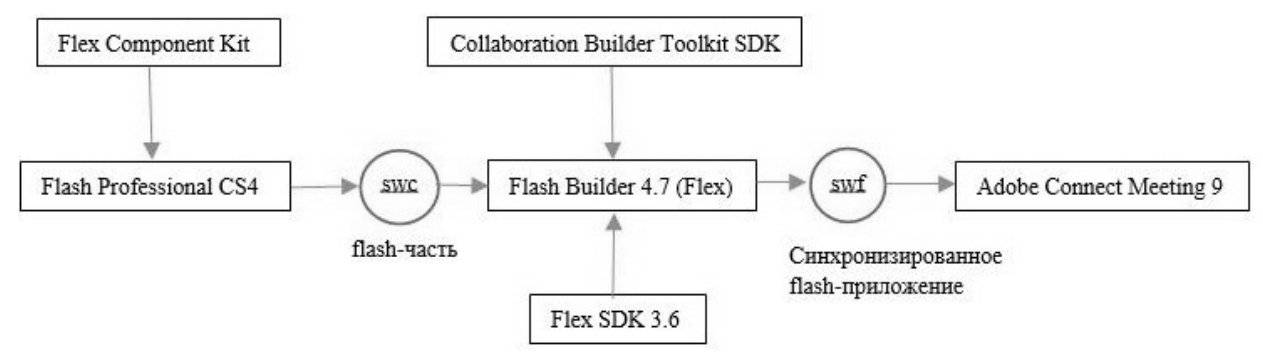 Flex Component Kit
Collaboration Builder Toolkit SDK
Flash Professional CS4
swc
Flash Builder 4.7 (Flex)
swf
Adobe Connect Meeting 9
flash-часть
Синхронизированное
flash-приложение
Flex SDK 3.6